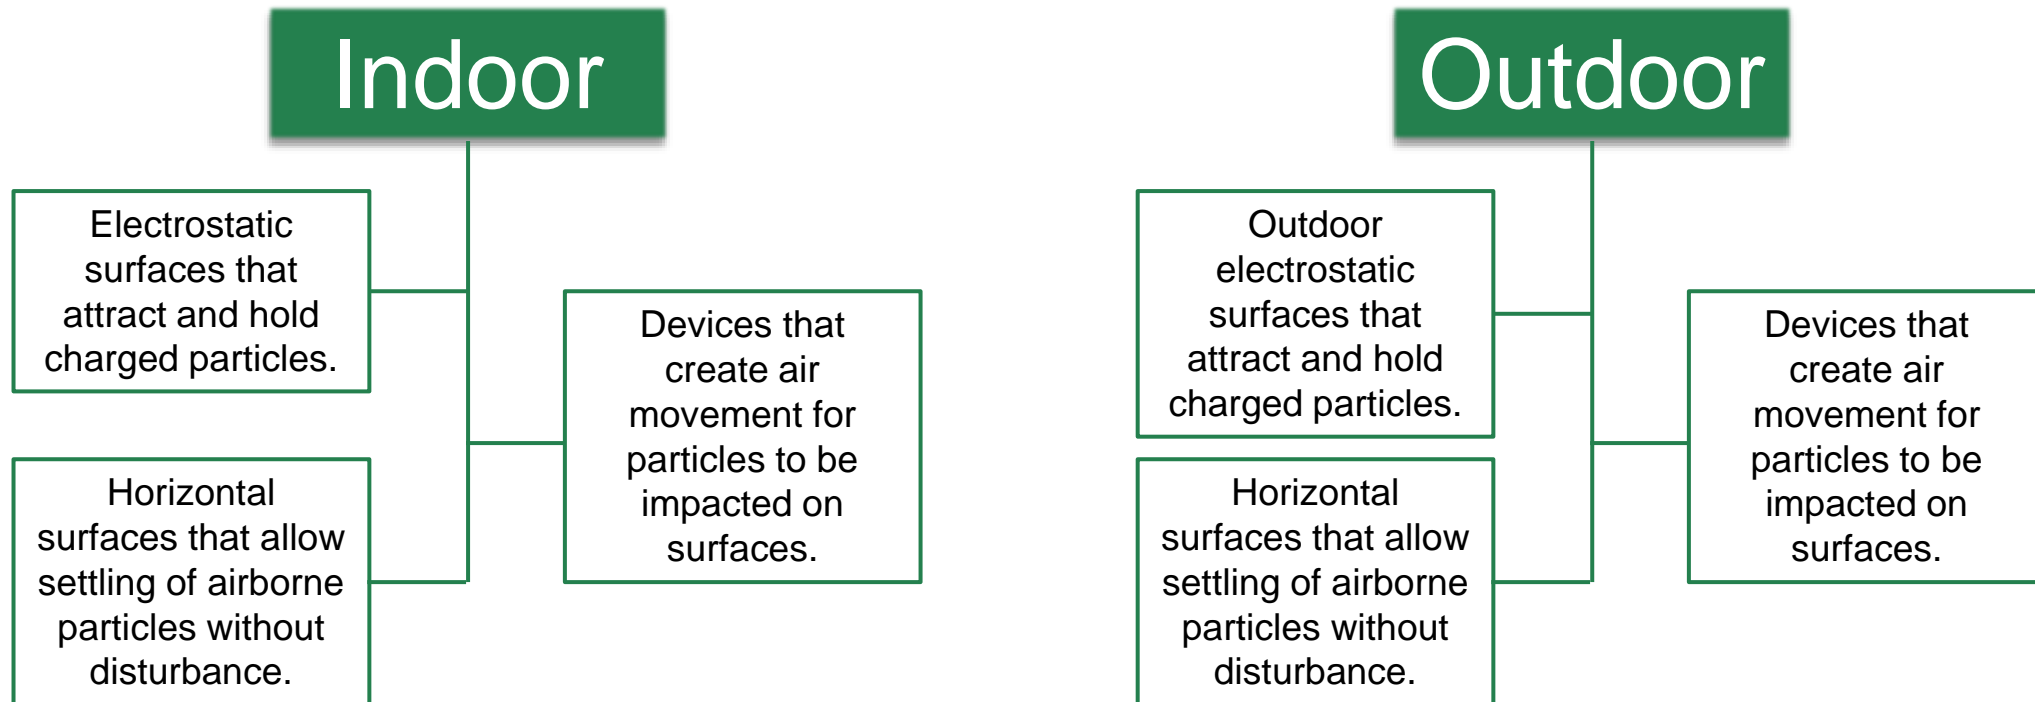 Indoor
Electrostatic
surfaces that
attract and hold
charged particles.
Devices that
create air
movement for
particles to be
impacted on
surfaces.
Horizontal
surfaces that allow
settling of airborne
particles without
disturbance.
Outdoor
Outdoor
electrostatic
surfaces that
attract and hold
charged particles.
Devices that
create air
movement for
particles to be
impacted on
surfaces.
Horizontal
surfaces that allow
settling of airborne
particles without
disturbance.